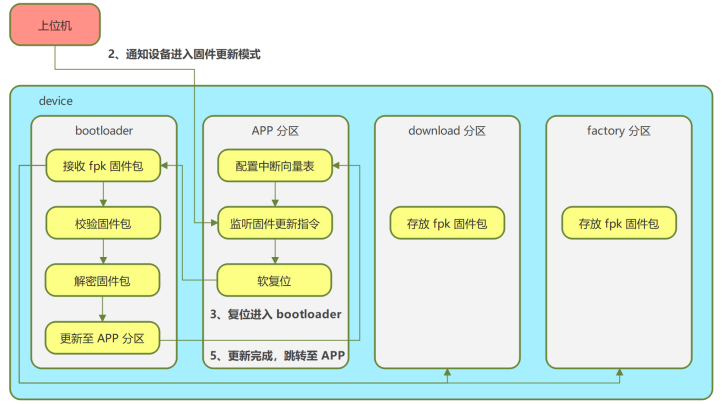 上位机
2、通知设备进入固件更新模式
device
bootloader
APP 分区
download 分区
factory 分区
接收 fpk 固件包
配置中断向量表
校验固件包
监听固件更新指令
存放 fpk 固件包
存放 fpk 固件包
解密固件包
软复位
3、复位进入 bootloader
更新至 APP 分区
5、更新完成，跳转至 APP